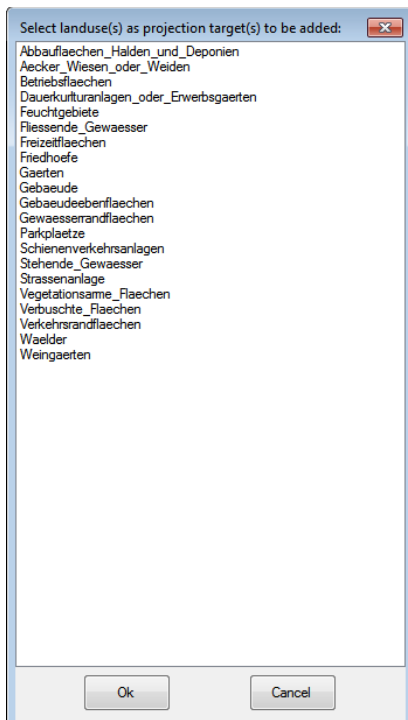 Select landuse(s) as projection target(s) to be added:
Abbauflaechen_Halden_und_Deponien
Aecker_Wiesen_oder_Weiden
Betriebsflaechen
Dauerkurlturanlagen_oder_Erwerbsgaerten
Feuchtgebiete
Fliessende_Gewaesser
Freizeitflaechen
Friedhoefe
Gaerten
Gebaeude
Gebaeudeebenflaechen
Gewaesserrandflaechen
Parkplaetze
Schienenverkehrsanlagen
Stehende_Gewaesser
Strassenanlage
Vegetationsarme_Flaechen
Verbuschte_Flaechen
Verkehrsrandflaechen
Waelder
Weingaerten
Ok
Cancel